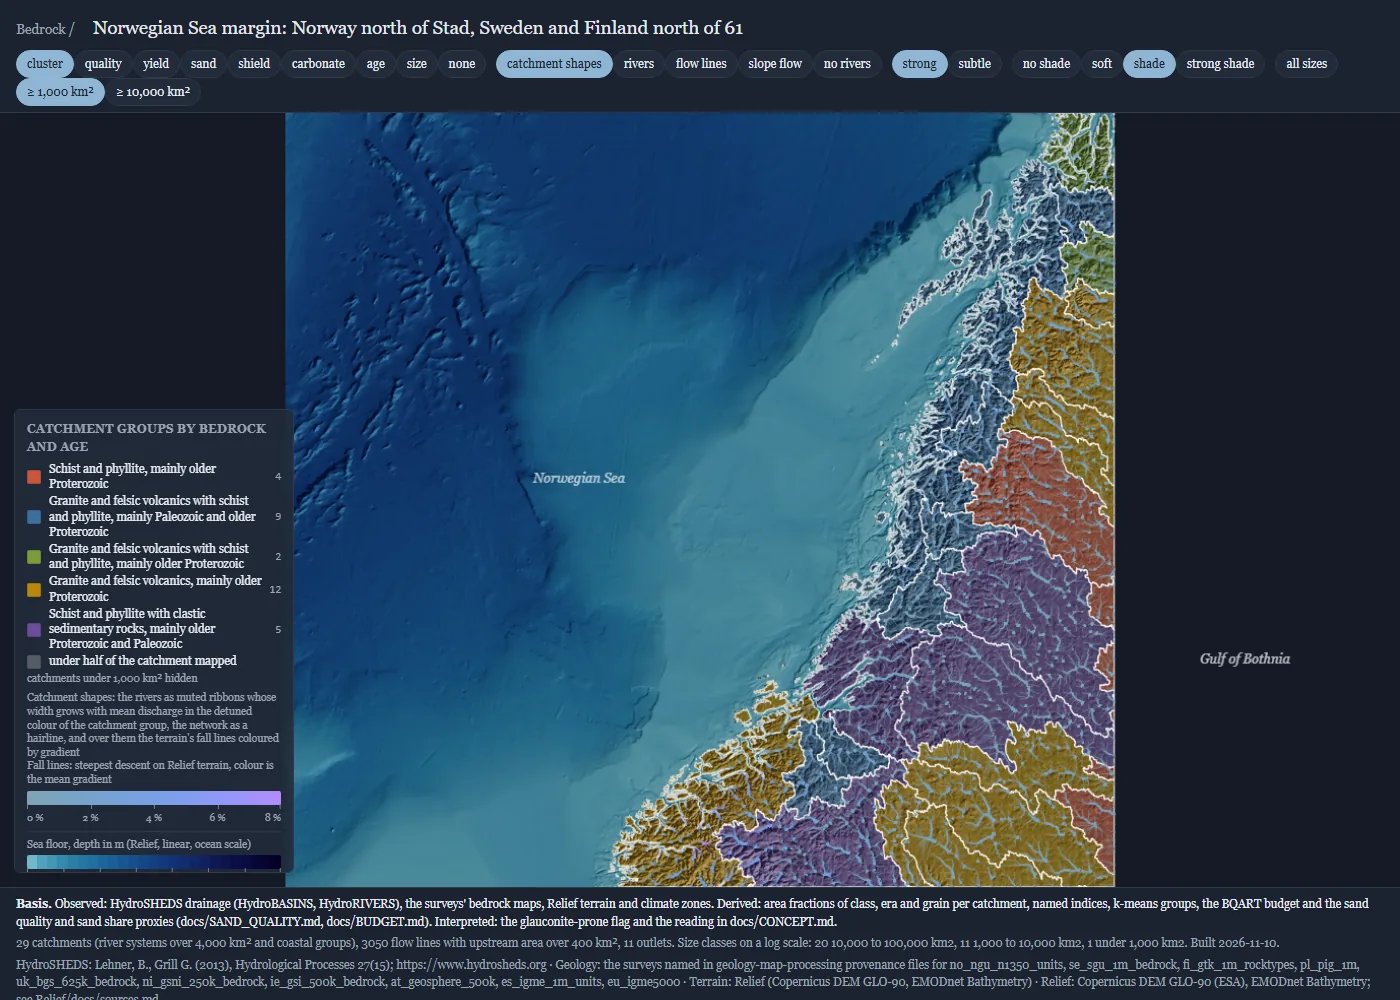 Bedrock /
Norwegian Sea margin: Norway north of Stad, Sweden and Finland north of 61
cluster quality yield sand shield carbonate age size none catchment shapes rivers flow lines slope flow no rivers strong subtle no shade soft shade strong shade all sizes
≥ 1,000 km² ≥ 10,000 km²
Norwegian Sea
Gulf of Bothnia
CATCHMENT GROUPS BY BEDROCK
AND AGE
Schist and phyllite, mainly older
Proterozoic 4
Granite and felsic volcanics with schist
and phyllite, mainly Paleozoic and older 9
Proterozoic
Granite and felsic volcanics with schist
and phyllite, mainly older Proterozoic 2
Granite and felsic volcanics, mainly older
Proterozoic 12
Schist and phyllite with clastic
sedimentary rocks, mainly older 5
Proterozoic and Paleozoic
under half of the catchment mapped
catchments under 1,000 km² hidden
Catchment shapes: the rivers as muted ribbons whose
width grows with mean discharge in the detuned
colour of the catchment group, the network as a
hairline, and over them the terrain's fall lines coloured
by gradient
Fall lines: steepest descent on Relief terrain, colour is
the mean gradient
0 % 2 % 4 % 6 % 8 %
Sea floor, depth in m (Relief, linear, ocean scale)
Basis. Observed: HydroSHEDS drainage (HydroBASINS, HydroRIVERS), the surveys' bedrock maps, Relief terrain and climate zones. Derived: area fractions of class, era and grain per catchment, named indices, k-means groups, the BQART budget and the sand
quality and sand share proxies (docs/SAND_QUALITY.md, docs/BUDGET.md). Interpreted: the glauconite-prone flag and the reading in docs/CONCEPT.md.
29 catchments (river systems over 4,000 km² and coastal groups), 3050 flow lines with upstream area over 400 km², 11 outlets. Size classes on a log scale: 20 10,000 to 100,000 km2, 11 1,000 to 10,000 km2, 1 under 1,000 km2. Built 2026-11-10.
HydroSHEDS: Lehner, B., Grill G. (2013), Hydrological Processes 27(15); https://www.hydrosheds.org · Geology: the surveys named in geology-map-processing provenance files for no_ngu_n1350_units, se_sgu_1m_bedrock, fi_gtk_1m_rocktypes, pl_pig_1m,
uk_bgs_625k_bedrock, ni_gsni_250k_bedrock, ie_gsi_500k_bedrock, at_geosphere_500k, es_igme_1m_units, eu_igme5000 · Terrain: Relief (Copernicus DEM GLO-90, EMODnet Bathymetry) · Relief: Copernicus DEM GLO-90 (ESA), EMODnet Bathymetry;
see Relief/docs/sources.md